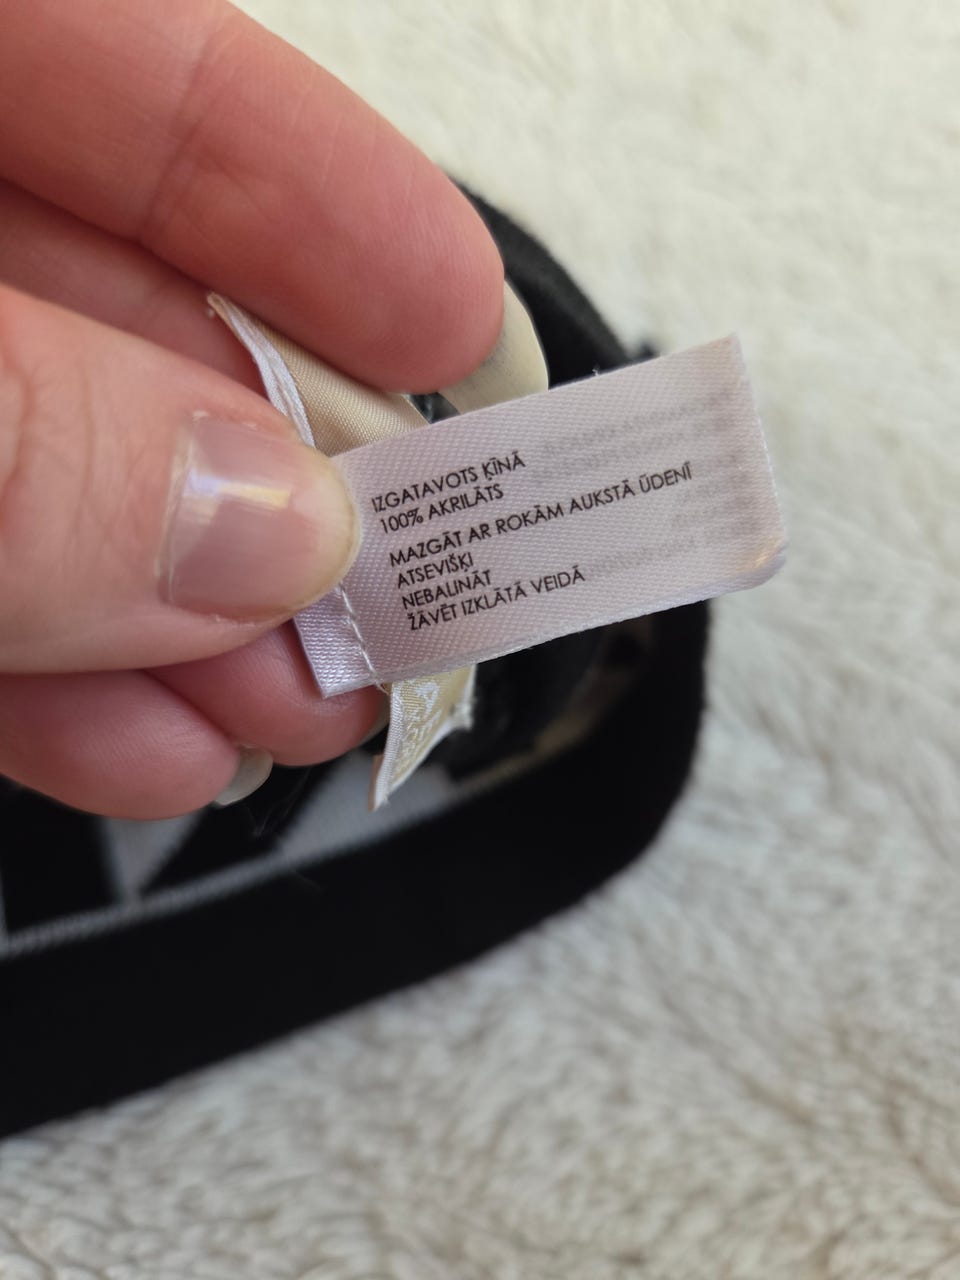 IZGATAVOTS ĶĪNĀ
100% AKRILĀTS
MAZGĀT AR ROKĀM AUKSTĀ ŪDENĪ
ATSEVIŠĶI
NEBALINĀT
ŽĀVĒT IZKLĀTĀ VEIDĀ